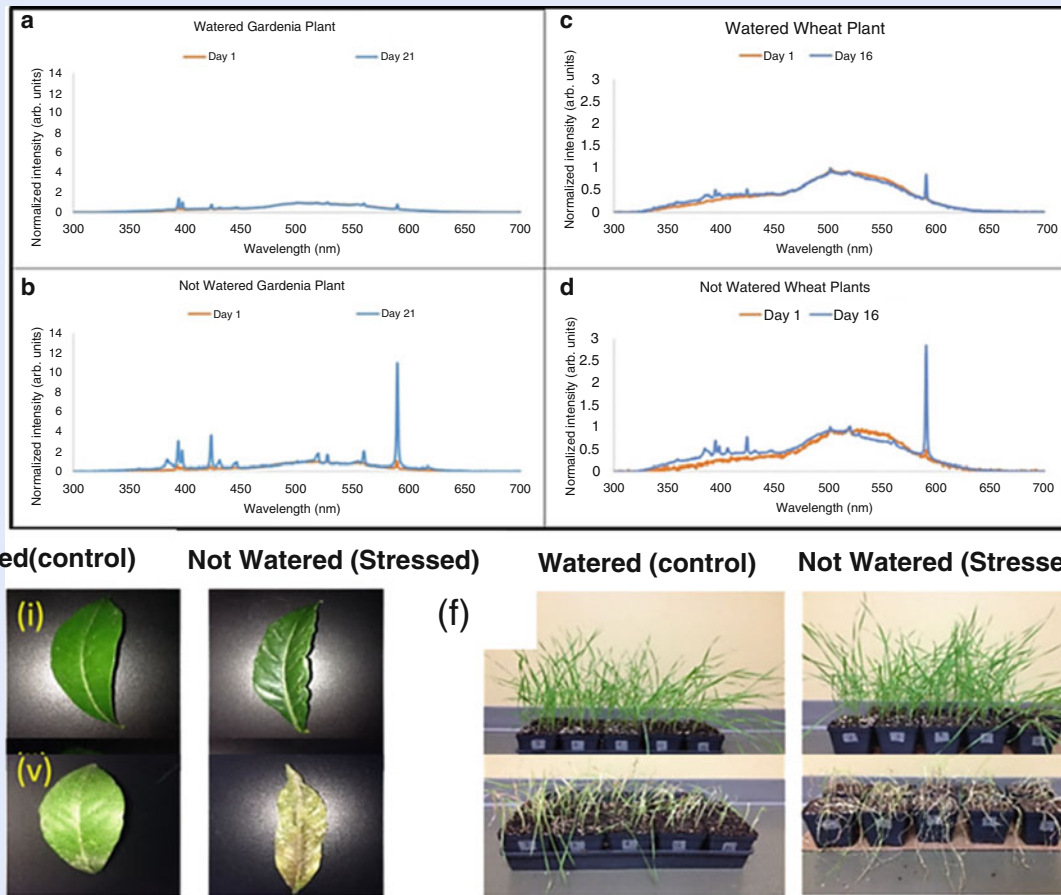 a
Watered Gardenia Plant
Day 1
Day 21
Normalized intensity (arb. units)
14
12
10
8
6
4
2
0
300 350 400 450 500 550 600 650 700
Wavelength (nm)
c
Watered Wheat Plant
Day 1
Day 16
Normalized intensity (arb. units)
3
2.5
2
1.5
1
0.5
0
300 350 400 450 500 550 600 650 700
Wavelength (nm)
b
Not Watered Gardenia Plant
Day 1
Day 21
Normalized intensity (arb. units)
14
12
10
8
6
4
2
0
300 350 400 450 500 550 600 650 700
Wavelength (nm)
d
Not Watered Wheat Plants
Day 1
Day 16
Normalized intensity (arb. units)
3
2.5
2
1.5
1
0.5
0
300 350 400 450 500 550 600 650 700
Wavelength (nm)
ed(control)
Not Watered (Stressed)
Watered (control)
Not Watered (Stresse
(i)
(f)
(v)